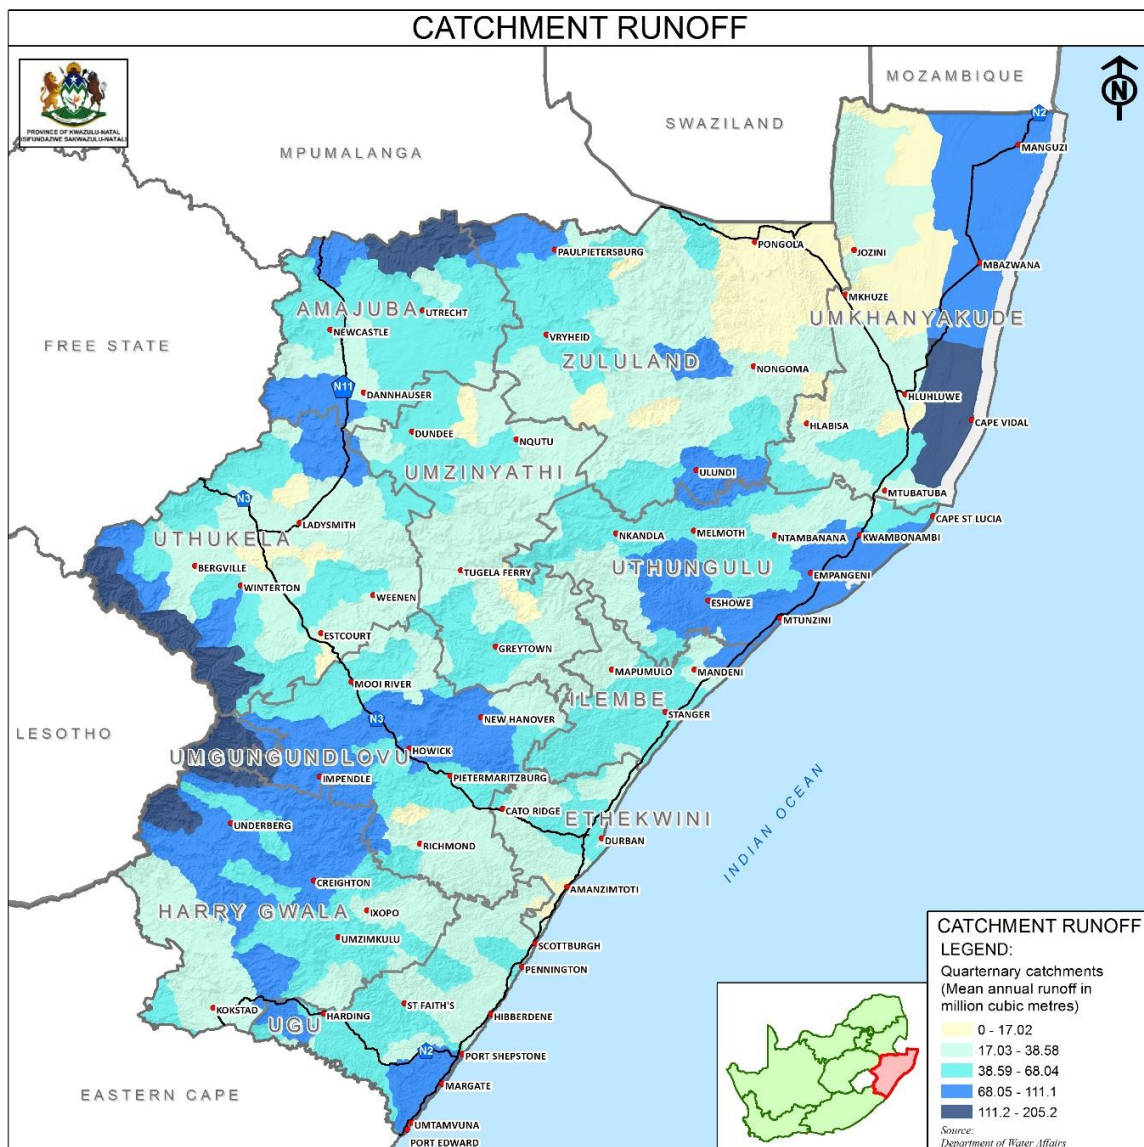 CATCHMENT RUNOFF
PROVINCE OF KWAZULU-NATAL
ISIFUNDAZWE SAKWAZULU-NATALI
MOZAMBIQUE
N
SWAZILAND
N2
MANGUZI
MPUMALANGA
PAULPIETERSBURG
PONGOLA
JOZINI
MBAZWANA
MKHUZE
AMAJUBA
UTRECHT
UMKHANYAKUDE
NEWCASTLE
FREE STATE
VRYHEID
ZULULAND
NONGOMA
N11
DANNHAUSER
HLUHLUWE
HLABISA
CAPE VIDAL
DUNDEE
NQUTU
UMZINYATHI
ULUNDI
N3
MTUBATUBA
CAPE ST LUCIA
LADYSMITH
UTHUKELA
NKANDLA
MELMOTH
NTAMBANANA
KWAMBONAMBI
BERGVILLE
TUGELA FERRY
UTHUNGULU
EMPANGENI
WINTERTON
WEENEN
ESHOWE
MTUNZINI
ESTCOURT
GREYTOWN
MAPUMULO
MANDENI
MOOI RIVER
ILEMBE
STANGER
LESOTHO
N3
NEW HANOVER
UMGUNGUNDLOVU
HOWICK
IMPENDLE
PIETERMARITZBURG
CATO RIDGE
ETHEKWINI
INDIAN OCEAN
UNDERBERG
DURBAN
RICHMOND
CREIGHTON
AMANZIMTOTI
HARRY GWALA
IXOPO
UMZIMKULU
SCOTTBURGH
PENNINGTON
KOKSTAD
HARDING
ST FAITH'S
HIBBERDENE
UGU
N2
PORT SHEPSTONE
MARGATE
EASTERN CAPE
UMTAMVUNA
PORT EDWARD
CATCHMENT RUNOFF
LEGEND:
Quarternary catchments
(Mean annual runoff in
million cubic metres)
0 - 17.02
17.03 - 38.58
38.59 - 68.04
68.05 - 111.1
111.2 - 205.2
Source:
Department of Water Affairs